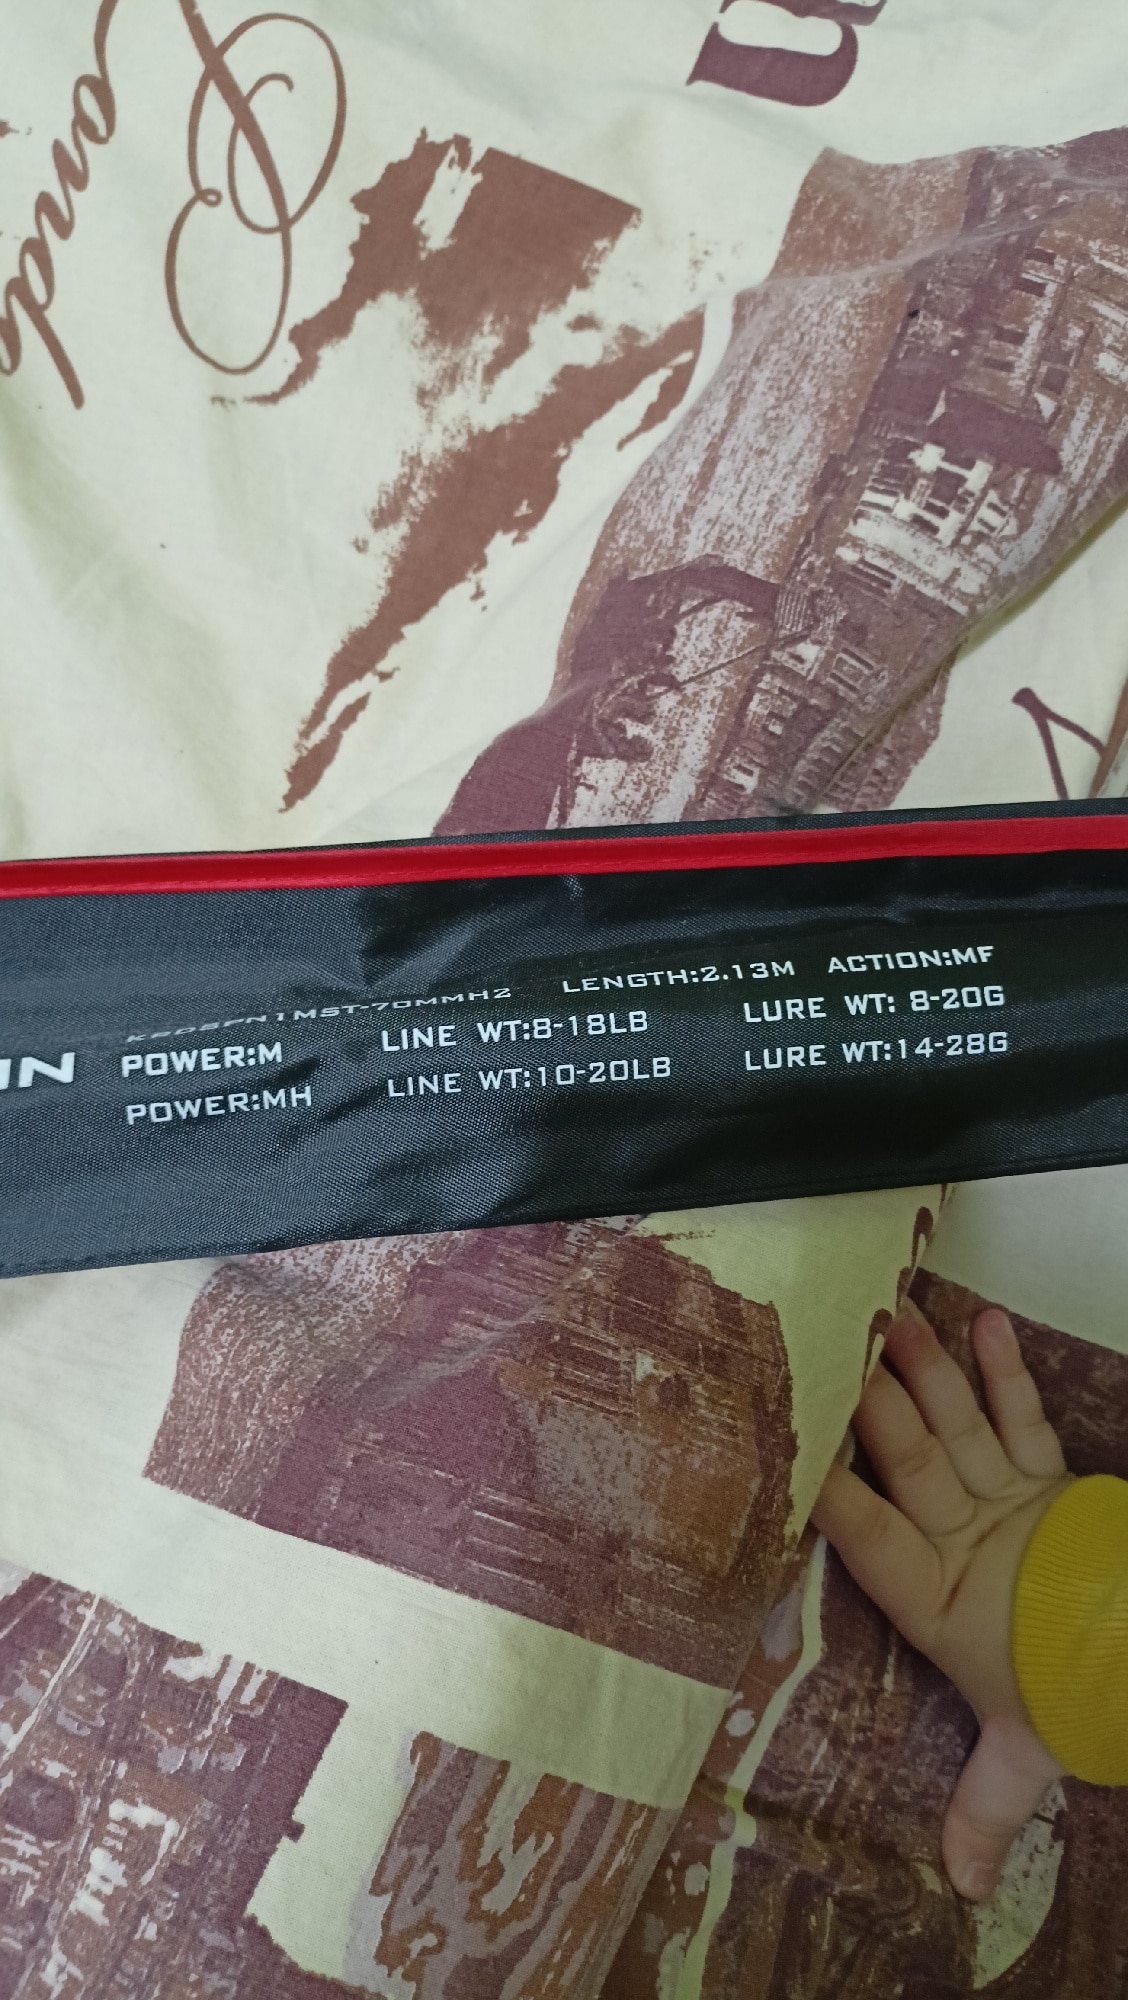 LENGTH:2.13M ACTION:MF
POWER:M LINE WT:8-18LB LURE WT: 8-20G
POWER:MH LINE WT:10-20LB LURE WT:14-28G